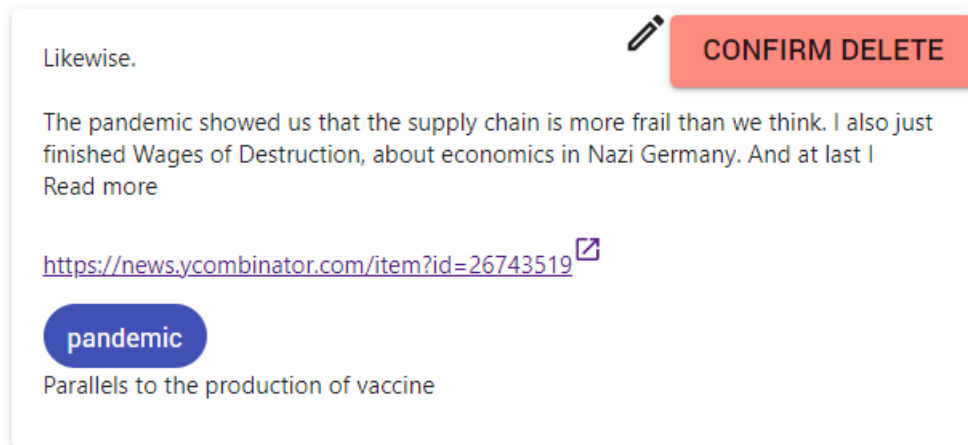 CONFIRM DELETE
Likewise.
The pandemic showed us that the supply chain is more frail than we think. I also just
finished Wages of Destruction, about economics in Nazi Germany. And at last I
Read more
https://news.ycombinator.com/item?id=26743519
pandemic
Parallels to the production of vaccine